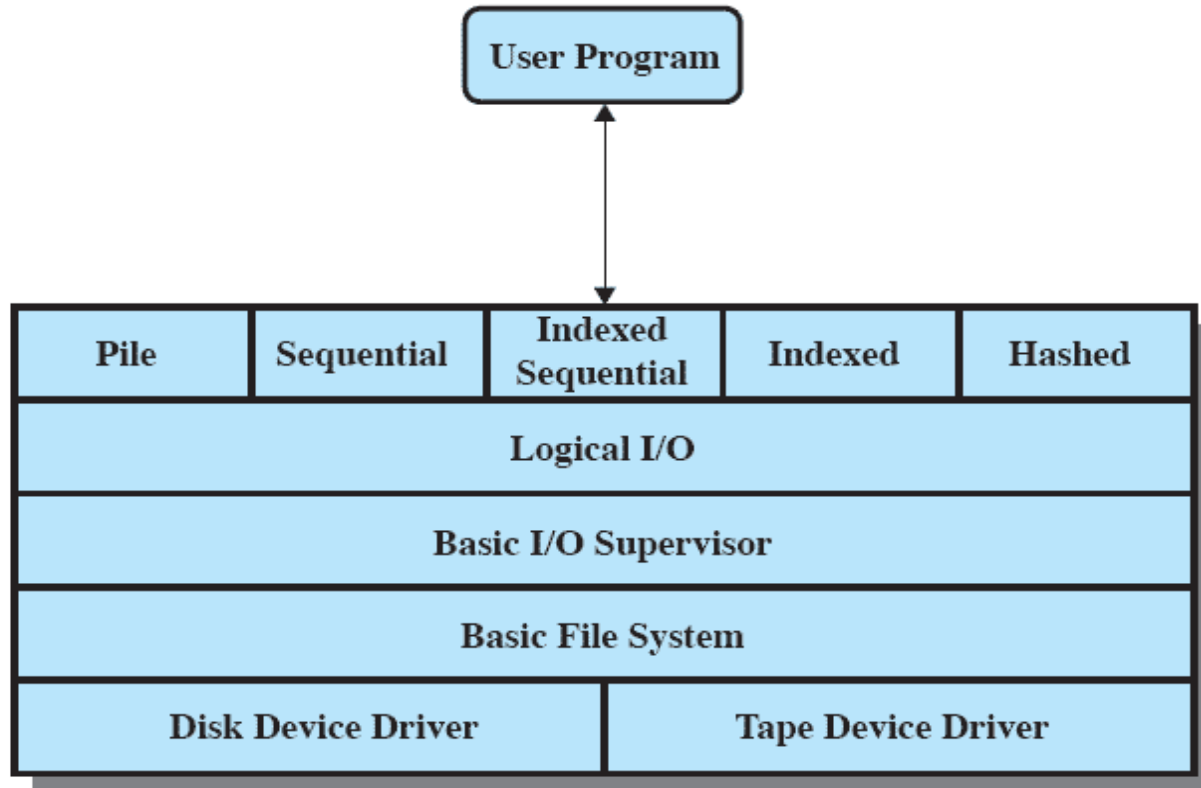 User Program
Pile
Sequential
Indexed
Sequential
Indexed
Hashed
Logical I/O
Basic I/O Supervisor
Basic File System
Disk Device Driver
Tape Device Driver